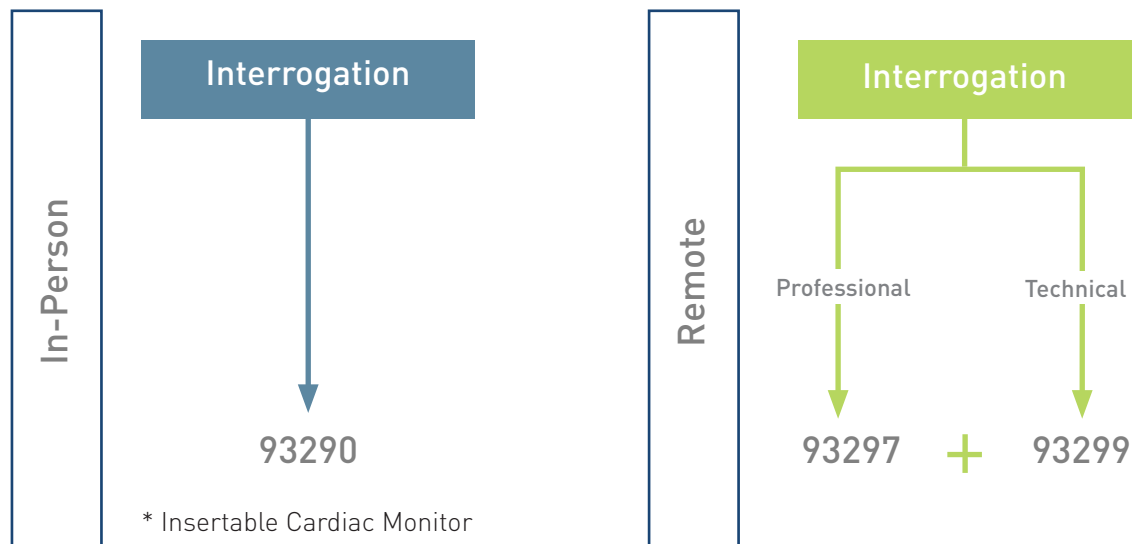 In-Person
Interrogation
93290
* Insertable Cardiac Monitor
Remote
Interrogation
Professional
Technical
93297 + 93299